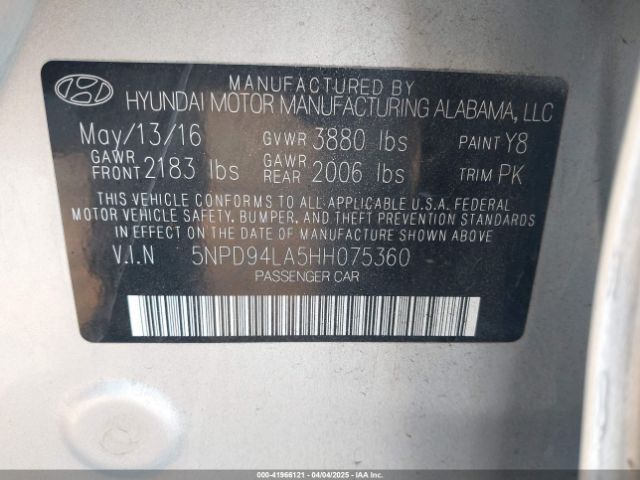 MANUFACTURED BY
HYUNDAI MOTOR MANUFACTURING ALABAMA, LLC
May/13/16 GVWR 3880 lbs PAINT Y8
GAWR FRONT 2183 lbs GAWR REAR 2006 lbs TRIM PK
THIS VEHICLE CONFORMS TO ALL-APPLICABLE U.S.A. FEDERAL
MOTOR VEHICLE SAFETY, BUMPER, AND THEFT PREVENTION STANDARDS
IN EFFECT ON THE DATE OF MANUFACTURE SHOWN ABOVE.
V.I.N 5NPD94LA5HH075360
PASSENGER CAR
000-41966121 - 04/04/2025 - IAAI.COM